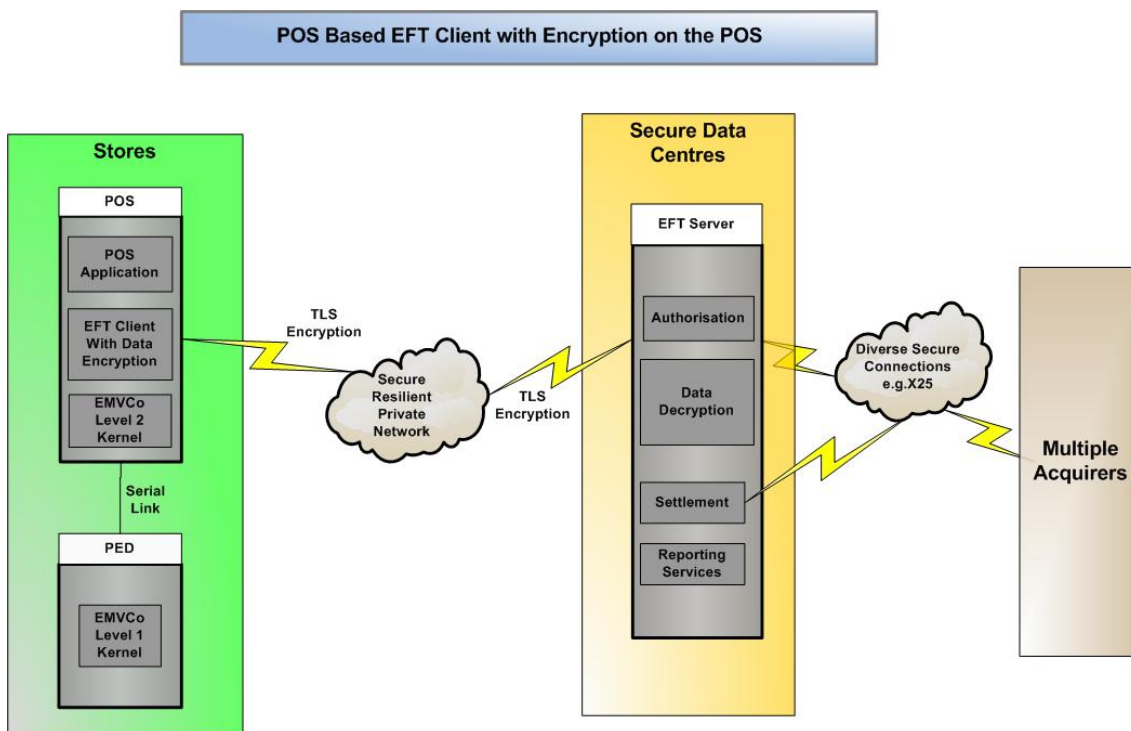 POS Based EFT Client with Encryption on the POS
Stores
POS
POS
Application
EFT Client
With Data
Encryption
EMVCo
Level 2
Kernel
Serial
Link
PED
EMVCo
Level 1
Kernel
TLS
Encryption
Secure
Resilient
Private
Network
TLS
Encryption
Secure Data
Centres
EFT Server
Authorisation
Data
Decryption
Settlement
Reporting
Services
Diverse Secure
Connections
e.g.X25
Multiple
Acquirers